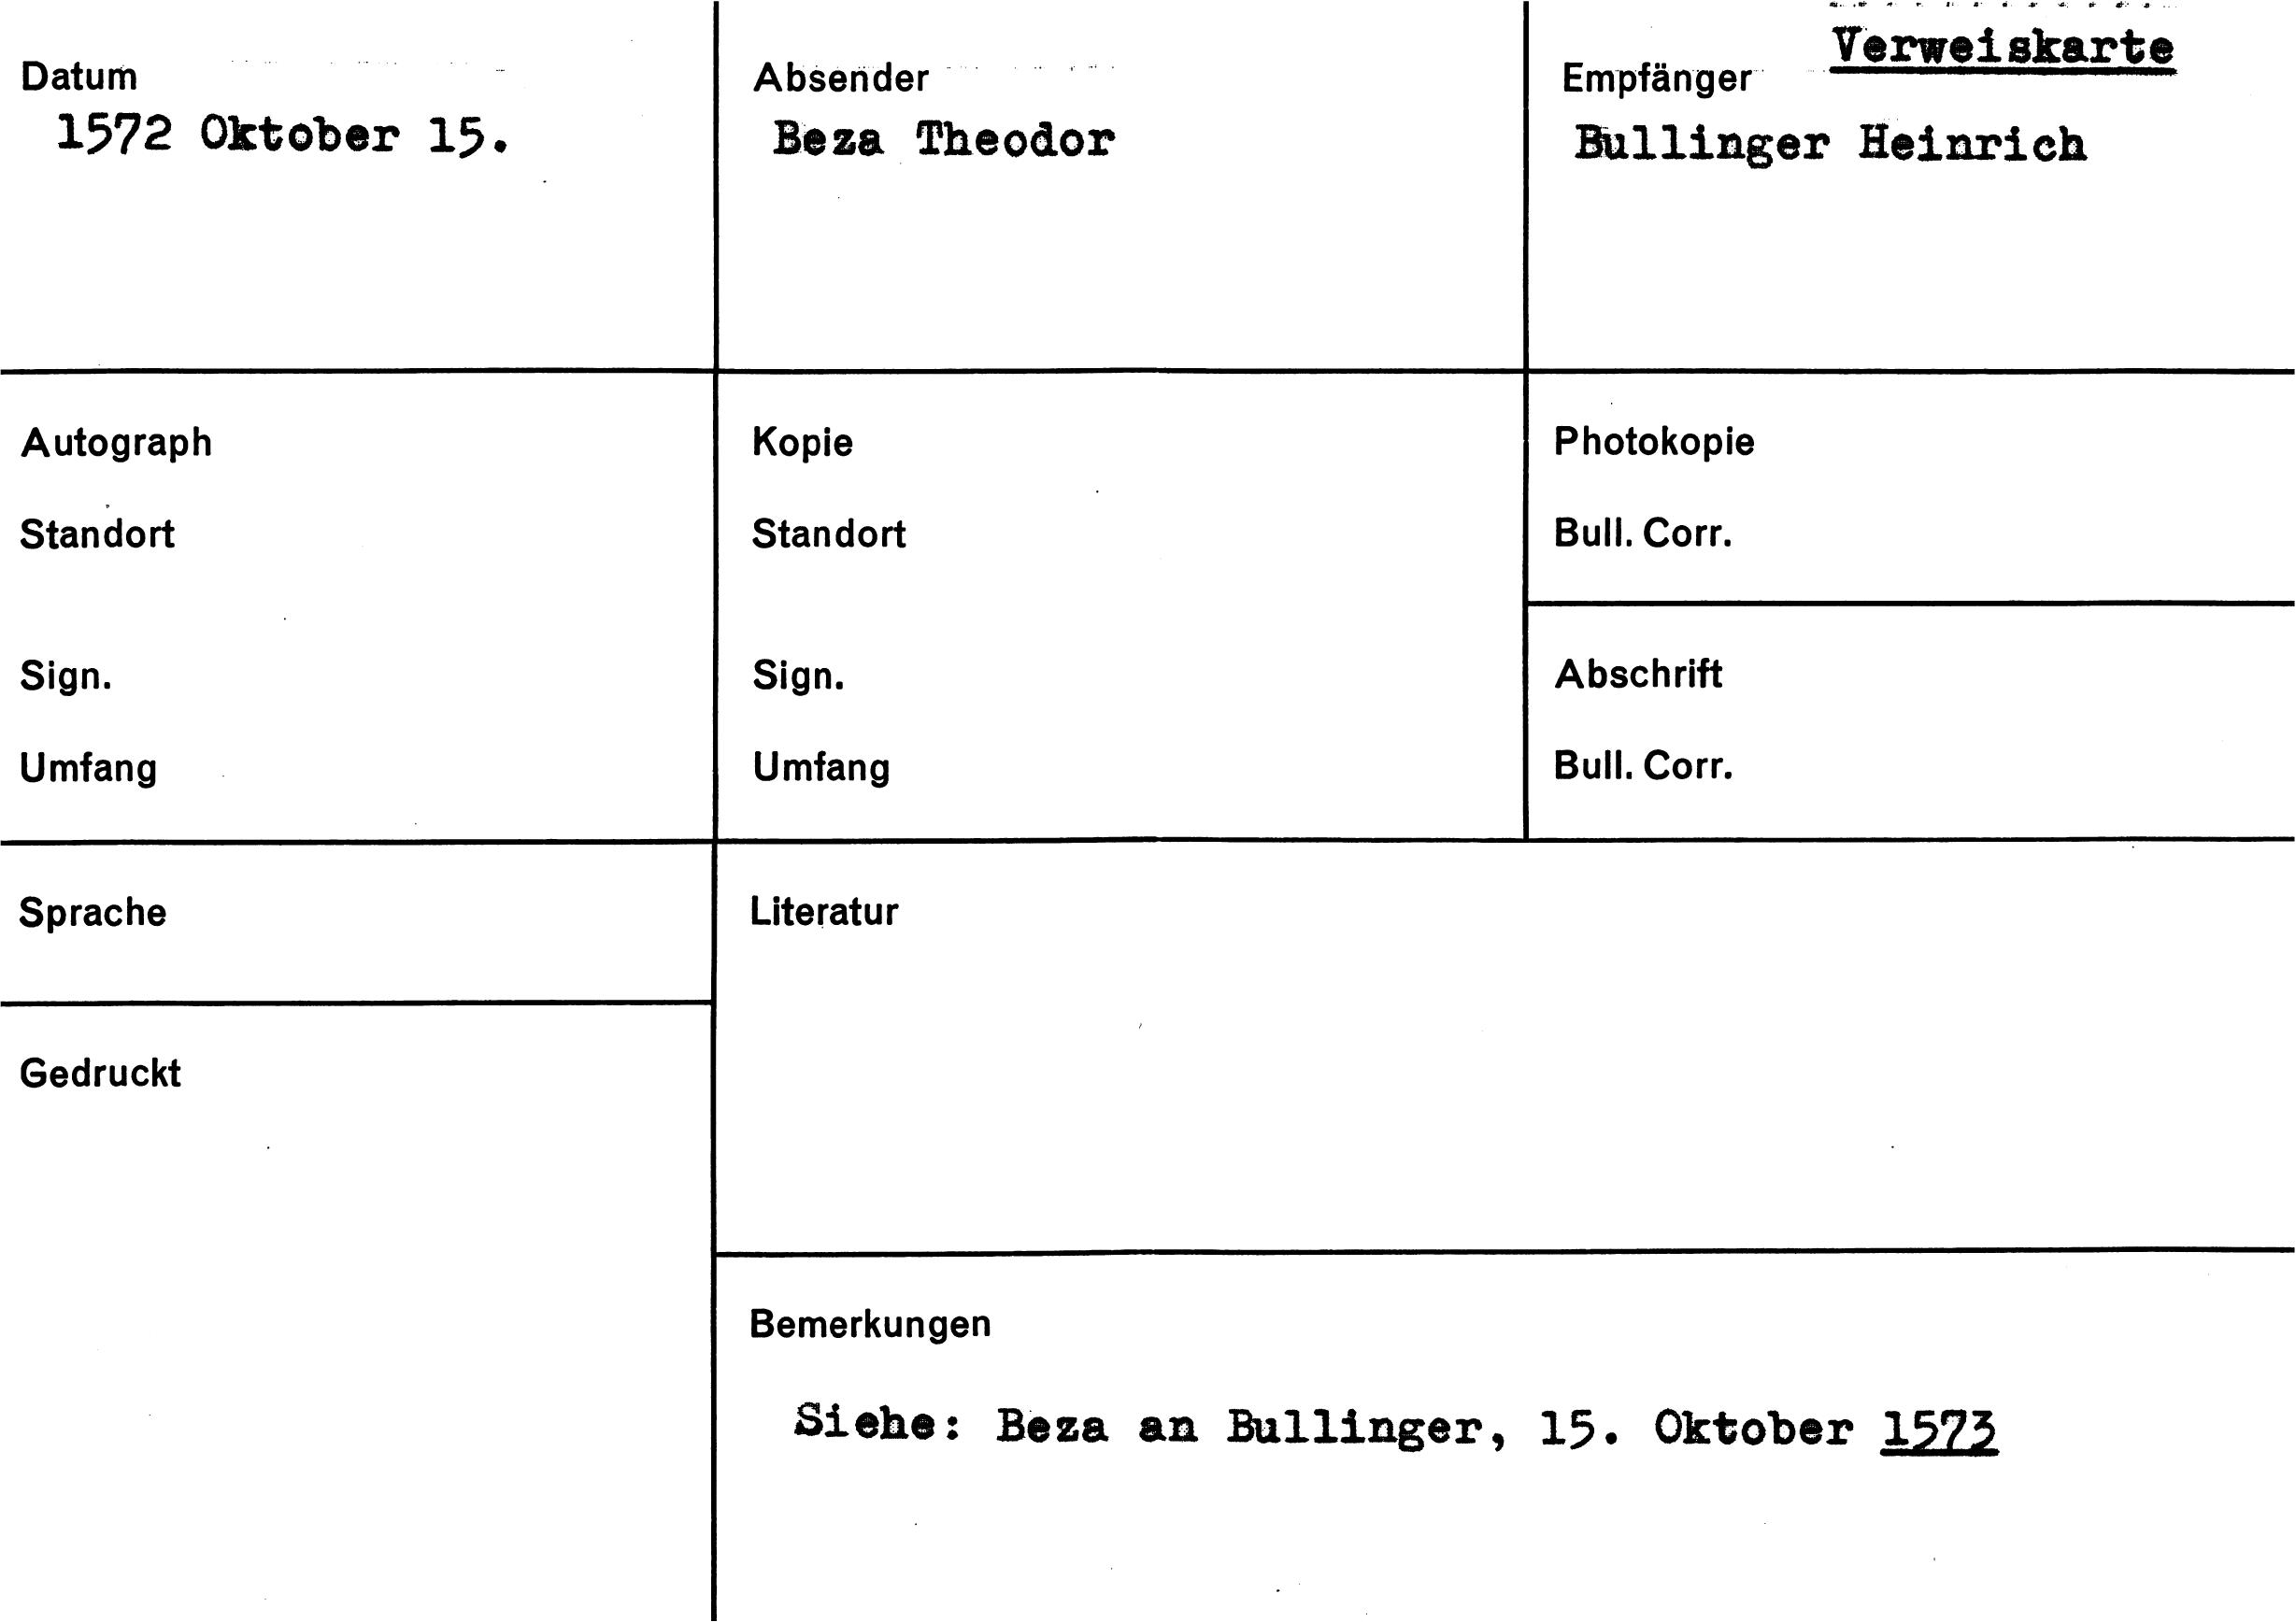 Verweiskarte
Datum
1572 Oktober 15.
Absender
Beza Theodor
Empfänger
Bullinger Heinrich
Autograph
Standort
Sign.
Umfang
Kopie
Standort
Sign.
Umfang
Photokopie
Bull. Corr.
Abschrift
Bull. Corr.
Sprache
Gedruckt
Literatur
Bemerkungen
Siehe: Beza an Bullinger, 15. Oktober 1573